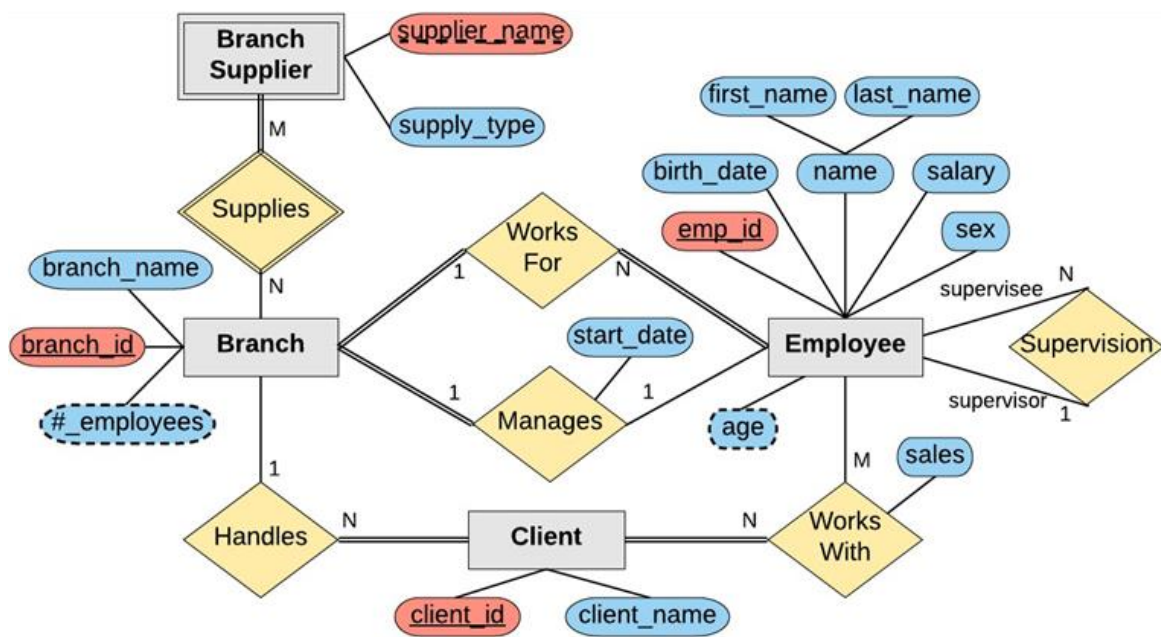 Branch
Supplier
supplier_name
supply_type
M
Supplies
N
first_name
last_name
birth_date
name
salary
emp_id
sex
branch_name
branch_id
#_employees
Branch
1
Works
For
N
start_date
1
Manages
1
Employee
supervisee
N
Supervision
supervisor
1
age
1
Handles
N
Client
N
M
Works
With
sales
client_id
client_name